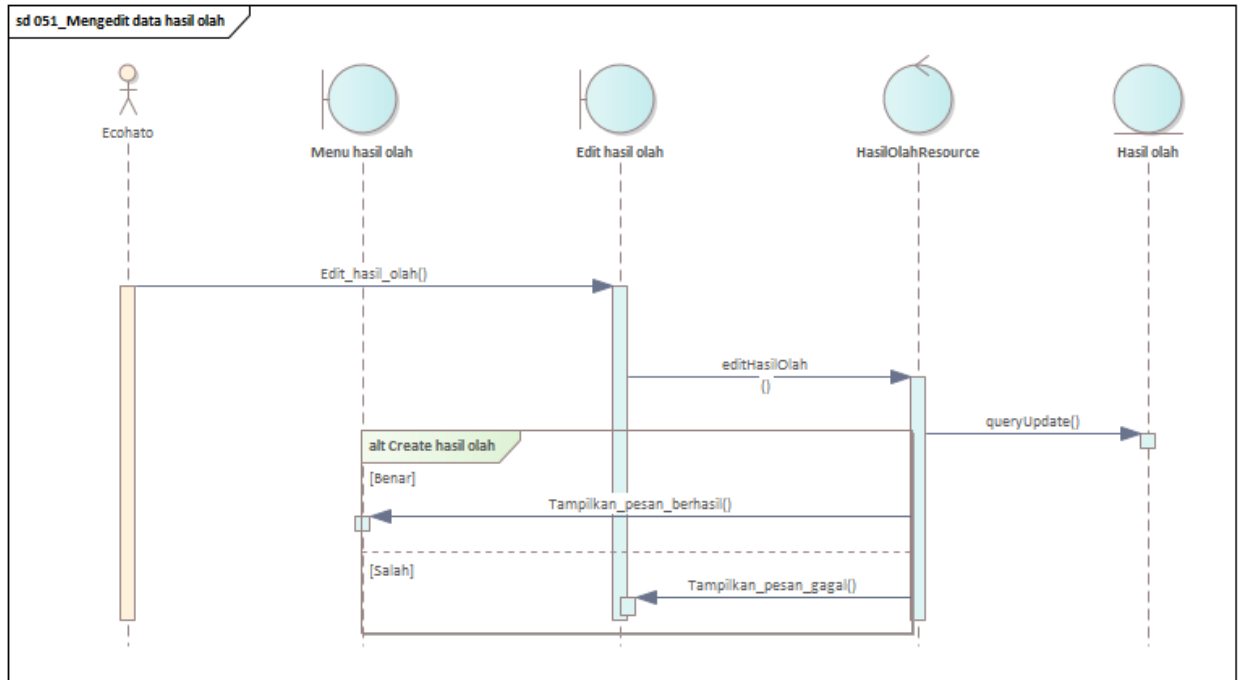 sd 051_Mengedit data hasil olah
Ecohato
Menu hasil olah
Edit hasil olah
HasilOlahResource
Hasil olah
Edit_hasil_olah()
editHasilOlah
()
queryUpdate()
alt Create hasil olah
[Benar]
Tampilkan_pesan_berhasil()
[Salah]
Tampilkan_pesan_gagal()